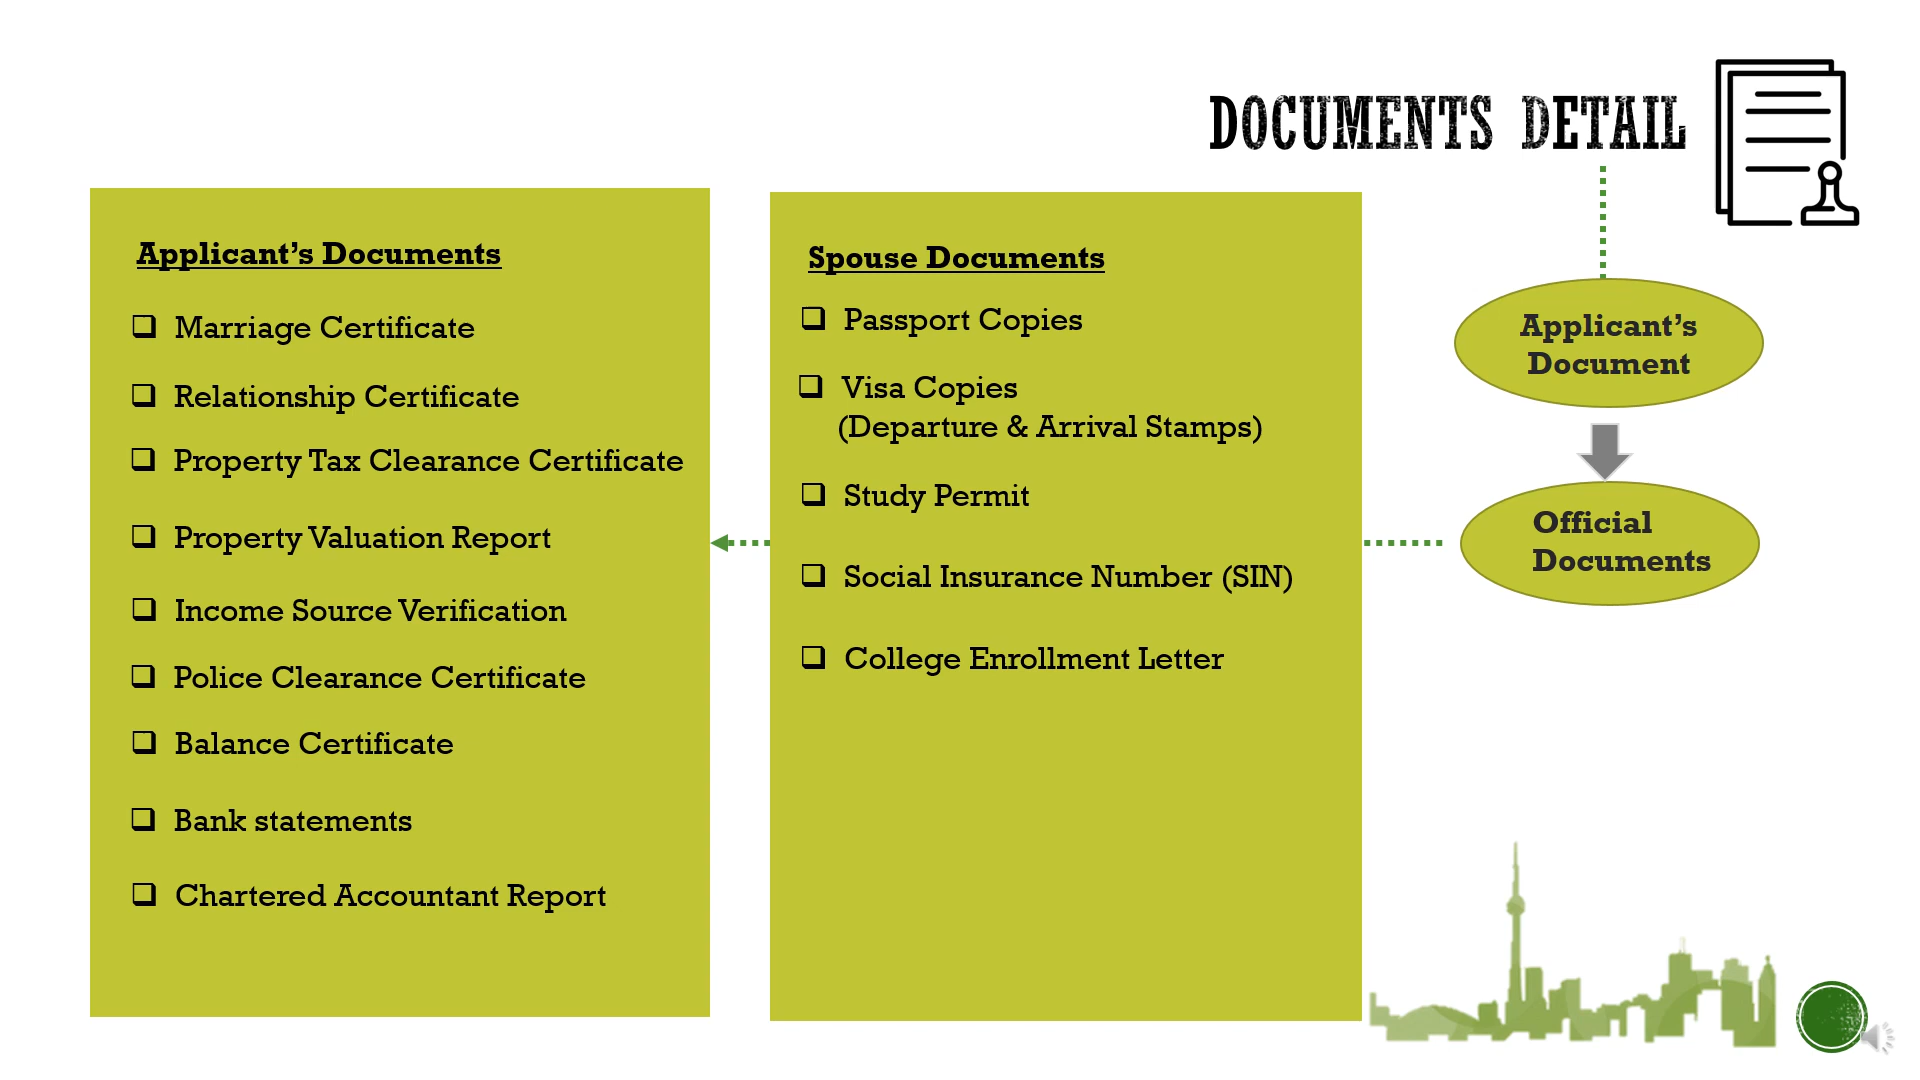 DOCUMENTS DETAIL
Applicant’s Documents
❑ Marriage Certificate
❑ Relationship Certificate
❑ Property Tax Clearance Certificate
❑ Property Valuation Report
❑ Income Source Verification
❑ Police Clearance Certificate
❑ Balance Certificate
❑ Bank statements
❑ Chartered Accountant Report
Spouse Documents
❑ Passport Copies
❑ Visa Copies
(Departure & Arrival Stamps)
❑ Study Permit
❑ Social Insurance Number (SIN)
❑ College Enrollment Letter
Applicant’s
Document
Official
Documents